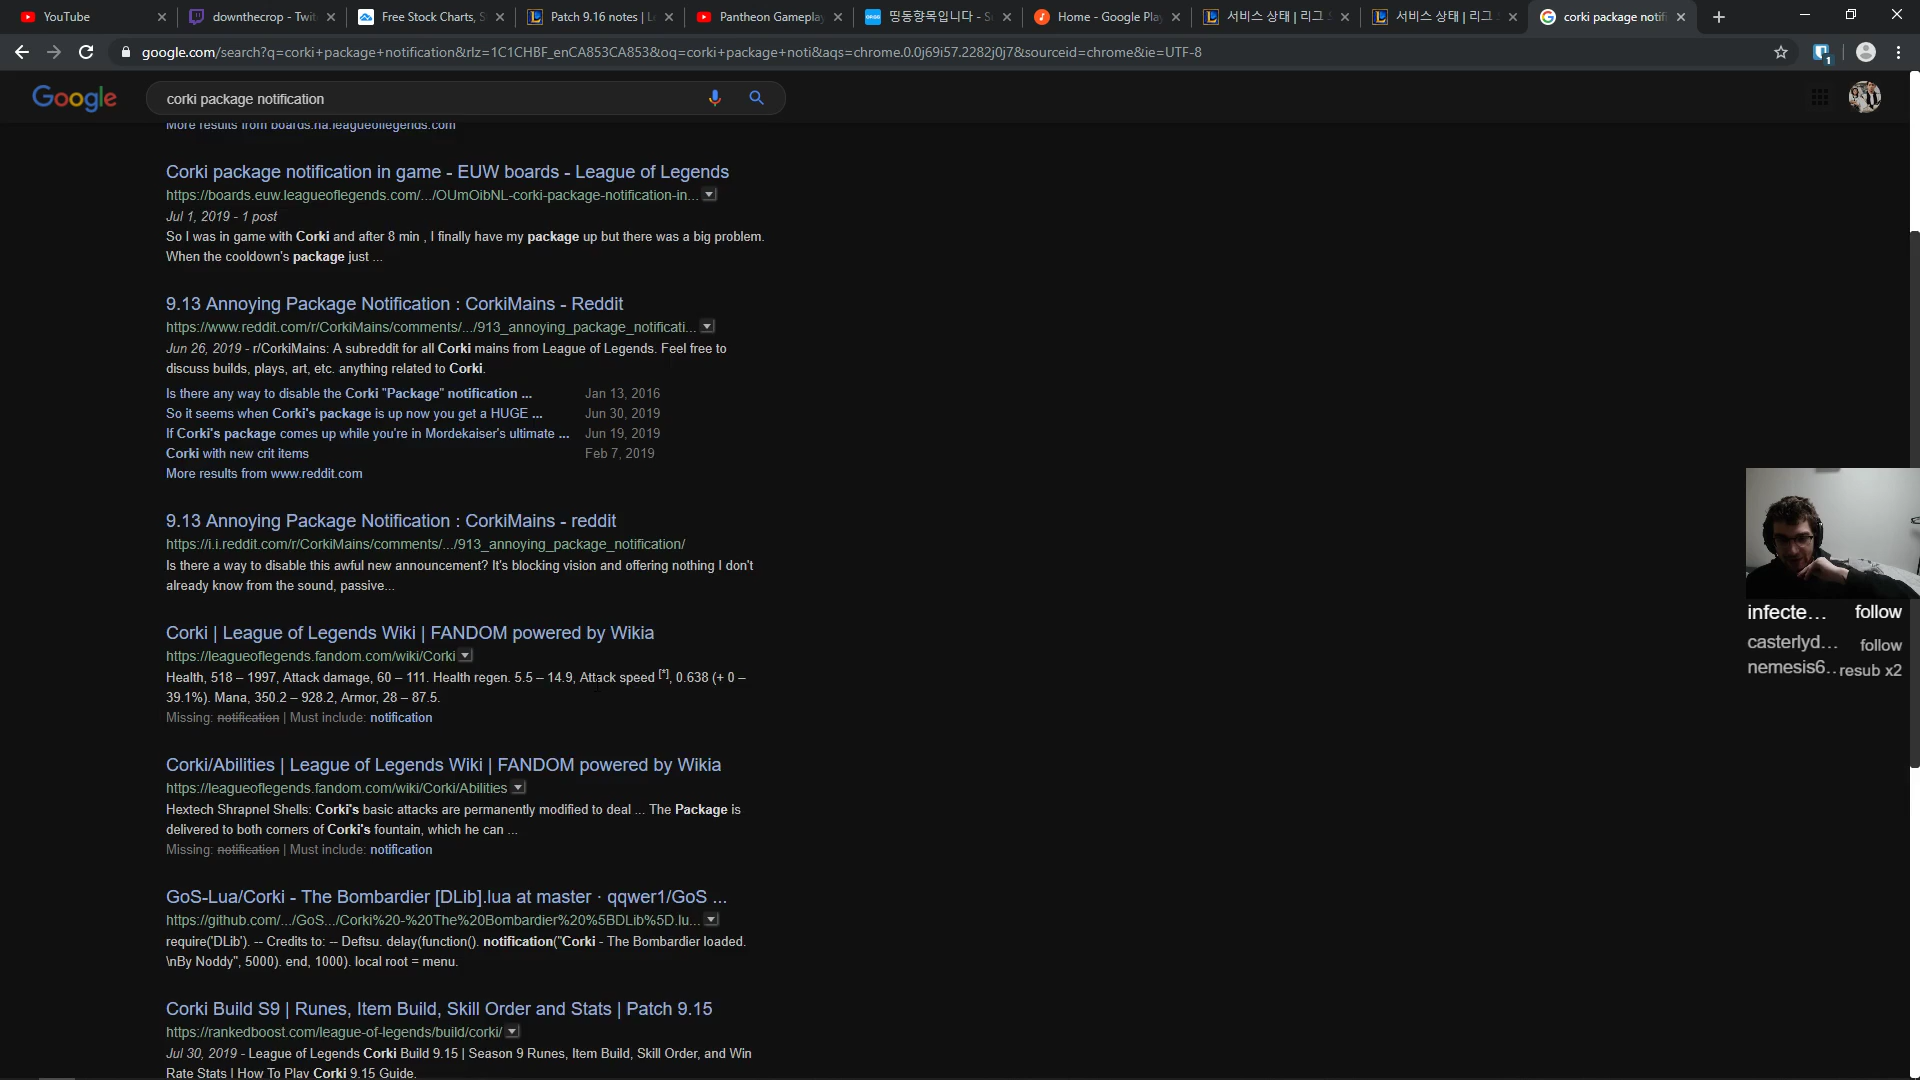 YouTube
downthecrop - Twit
Free Stock Charts, S
Patch 9.16 notes | L
Pantheon Gameplay
띵동향목입니다 - S
Home - Google Play
서비스 상태 | 리그
서비스 상태 | 리그
corki package notif
google.com/search?q=corki+package+notification&rlz=1C1CHBF_enCA853CA853&oq=corki+package+noti&aqs=chrome.0.0j69i57.2282j0j7&sourceid=chrome&ie=UTF-8
1
Google
corki package notification
More results from boards.na.leagueoflegends.com
Corki package notification in game - EUW boards - League of Legends
https://boards.euw.leagueoflegends.com/.../OUmOibNL-corki-package-notification-in...
Jul 1, 2019 - 1 post
So I was in game with Corki and after 8 min , I finally have my package up but there was a big problem.
When the cooldown's package just ...
9.13 Annoying Package Notification : CorkiMains - Reddit
https://www.reddit.com/r/CorkiMains/comments/.../913_annoying_package_notificati...
Jun 26, 2019 - r/CorkiMains: A subreddit for all Corki mains from League of Legends. Feel free to
discuss builds, plays, art, etc. anything related to Corki.
Is there any way to disable the Corki "Package" notification ... Jan 13, 2016
So it seems when Corki's package is up now you get a HUGE ... Jun 30, 2019
If Corki's package comes up while you're in Mordekaiser's ultimate ... Jun 19, 2019
Corki with new crit items Feb 7, 2019
More results from www.reddit.com
9.13 Annoying Package Notification : CorkiMains - reddit
https://i.i.reddit.com/r/CorkiMains/comments/.../913_annoying_package_notification/
Is there a way to disable this awful new announcement? It's blocking vision and offering nothing I don't
already know from the sound, passive...
Corki | League of Legends Wiki | FANDOM powered by Wikia
https://leagueoflegends.fandom.com/wiki/Corki
Health, 518 – 1997, Attack damage, 60 – 111. Health regen. 5.5 – 14.9, Attack speed [*], 0.638 (+ 0 –
39.1%). Mana, 350.2 – 928.2, Armor, 28 – 87.5.
Missing: notification | Must include: notification
Corki/Abilities | League of Legends Wiki | FANDOM powered by Wikia
https://leagueoflegends.fandom.com/wiki/Corki/Abilities
Hextech Shrapnel Shells: Corki's basic attacks are permanently modified to deal ... The Package is
delivered to both corners of Corki's fountain, which he can ...
Missing: notification | Must include: notification
GoS-Lua/Corki - The Bombardier [DLib].lua at master · qqwer1/GoS ...
https://github.com/.../GoS.../Corki%20-%20The%20Bombardier%20%5BDLib%5D.lu...
require('DLib'). -- Credits to: -- Deftsu. delay(function(). notification("Corki - The Bombardier loaded.
\nBy Noddy", 5000). end, 1000). local root = menu.
Corki Build S9 | Runes, Item Build, Skill Order and Stats | Patch 9.15
https://rankedboost.com/league-of-legends/build/corki/
Jul 30, 2019 - League of Legends Corki Build 9.15 | Season 9 Runes, Item Build, Skill Order, and Win
Rate Stats | How To Play Corki 9.15 Guide.
infecte... follow
casterlyd... follow
nemesis6.. resub x2